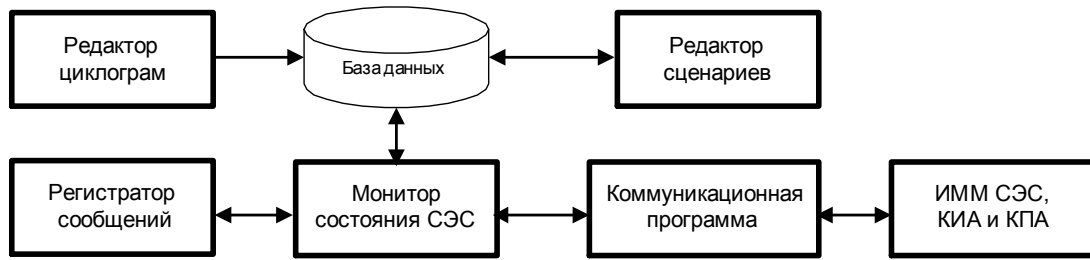 Редактор
циклограм
База данных
Редактор
сценариев
Регистратор
сообщений
Монитор
состояния СЭС
Коммуникационная
программа
ИММ СЭС,
КИА и КПА